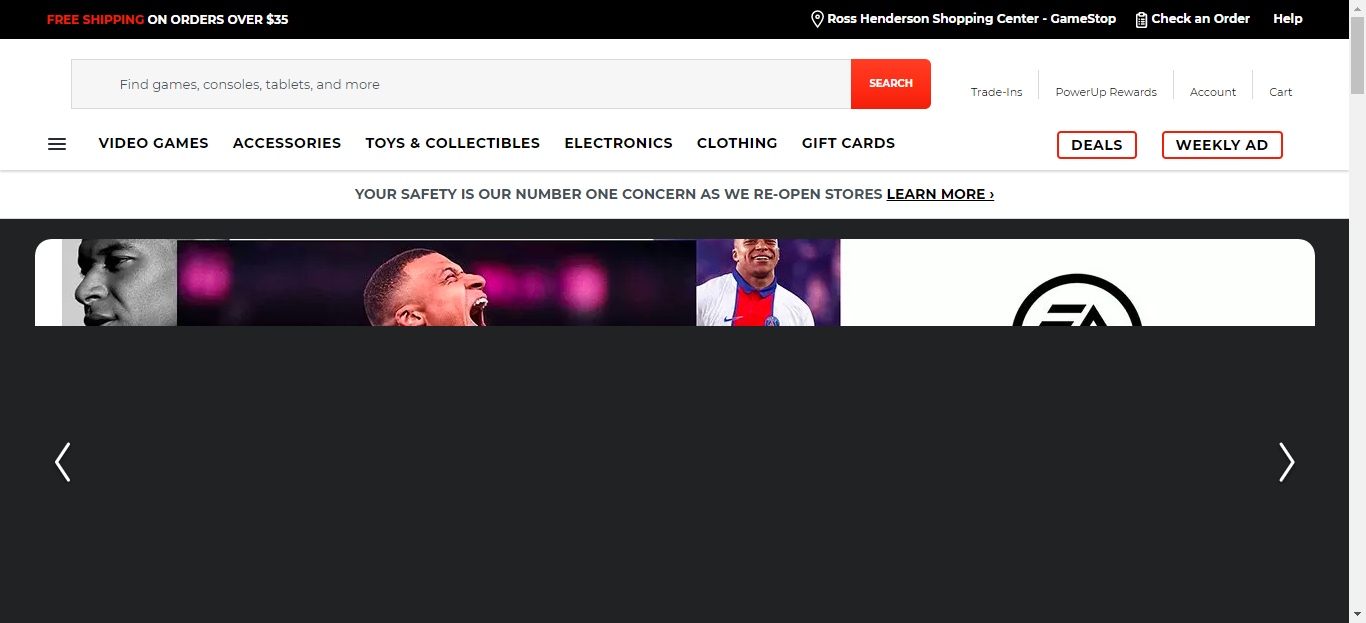 FREE SHIPPING ON ORDERS OVER $35
Ross Henderson Shopping Center - GameStop
Check an Order
Help
Find games, consoles, tablets, and more
SEARCH
Trade-Ins
PowerUp Rewards
Account
Cart
VIDEO GAMES
ACCESSORIES
TOYS & COLLECTIBLES
ELECTRONICS
CLOTHING
GIFT CARDS
DEALS
WEEKLY AD
YOUR SAFETY IS OUR NUMBER ONE CONCERN AS WE RE-OPEN STORES LEARN MORE ›
EA